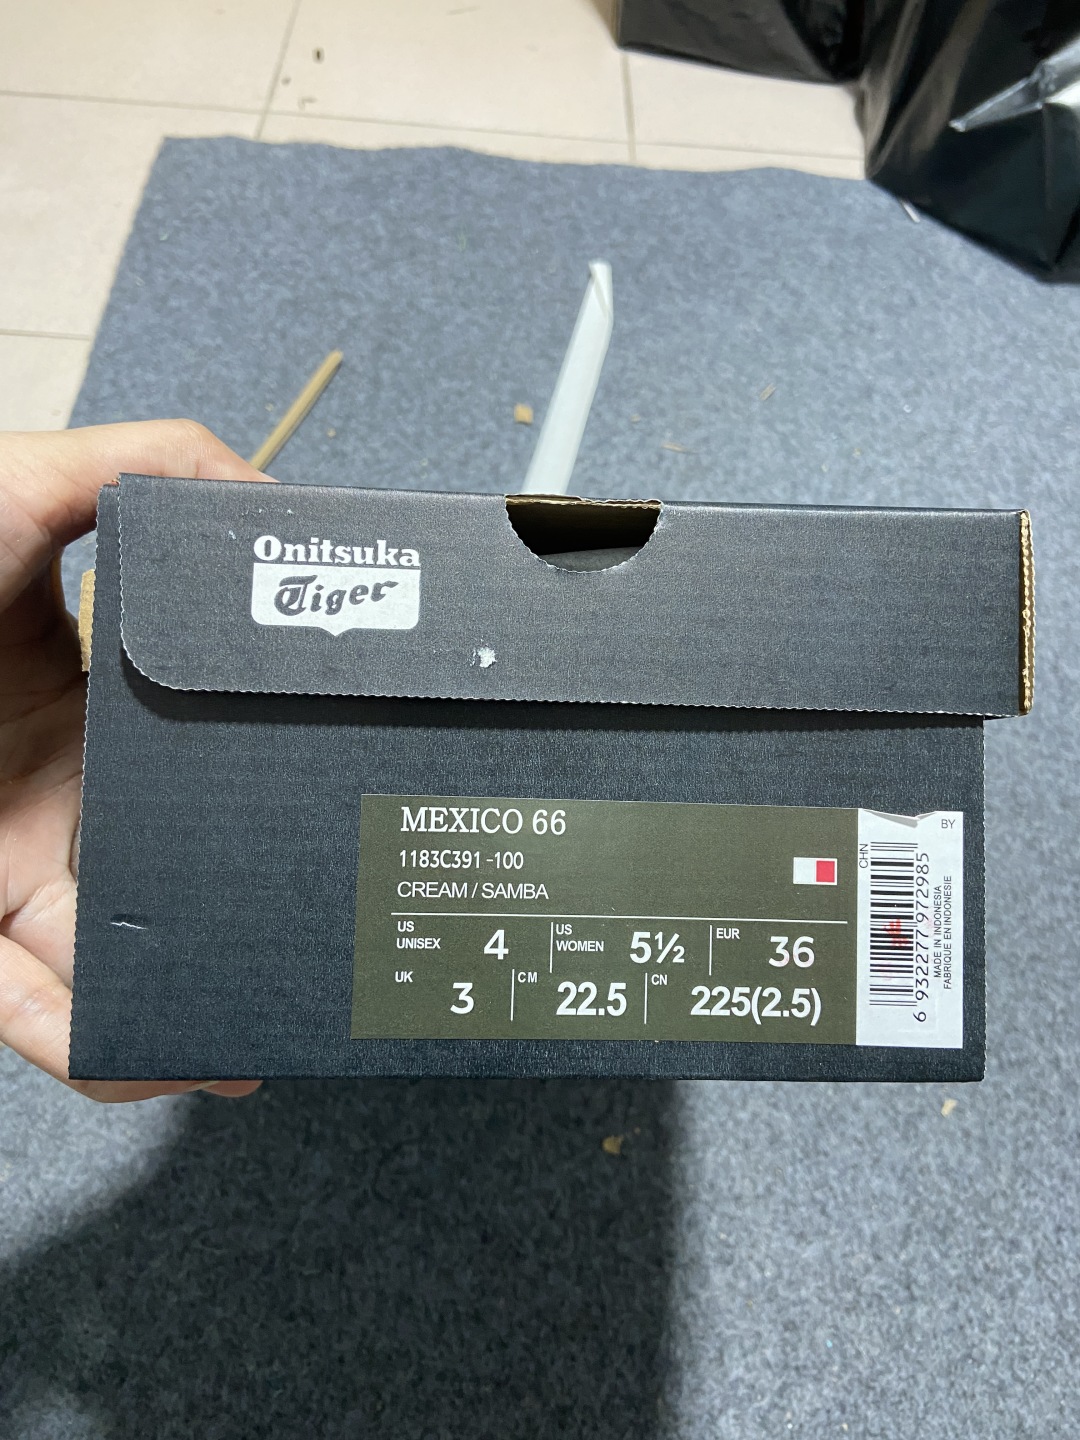 Onitsuka
Tiger
MEXICO 66
1183C391-100
CREAM / SAMBA
US UNISEX 4
US WOMEN 5½
EUR 36
UK 3
CM 22.5
CN 225(2.5)
BY
CHN
6 932277 972985
MADE IN INDONESIA
FABRIQUE EN INDONESIE